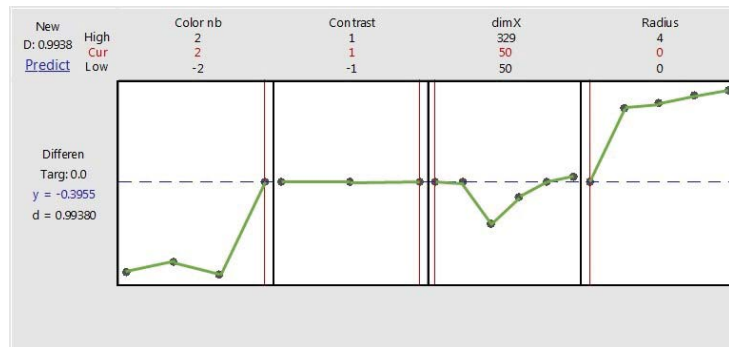 New
D: 0.9938
Predict
High
Cur
Low
Color nb
2
2
-2
Contrast
1
1
-1
dimX
329
50
50
Radius
4
0
0
Differen
Targ: 0.0
y = -0.3955
d = 0.99380